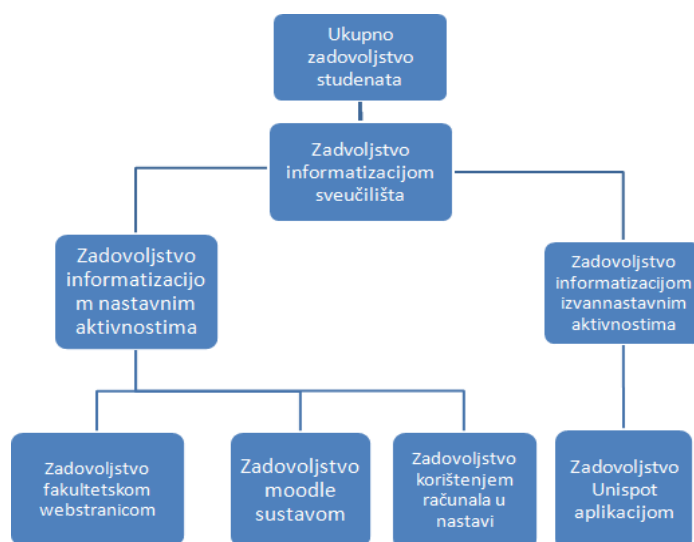 Ukupno
zadovoljstvo
studenata
Zadvoljstvo
informatizacijom
sveučilišta
Zadovoljstvo
informatizacijo
m nastavnim
aktivnostima
Zadovoljstvo
informatizacijom
izvannastavnim
aktivnostima
Zadovoljstvo
fakultetskom
webstranicom
Zadovoljstvo
moodle
sustavom
Zadovoljstvo
korištenjem
računala u
nastavi
Zadovoljstvo
Unispot
aplikacijom